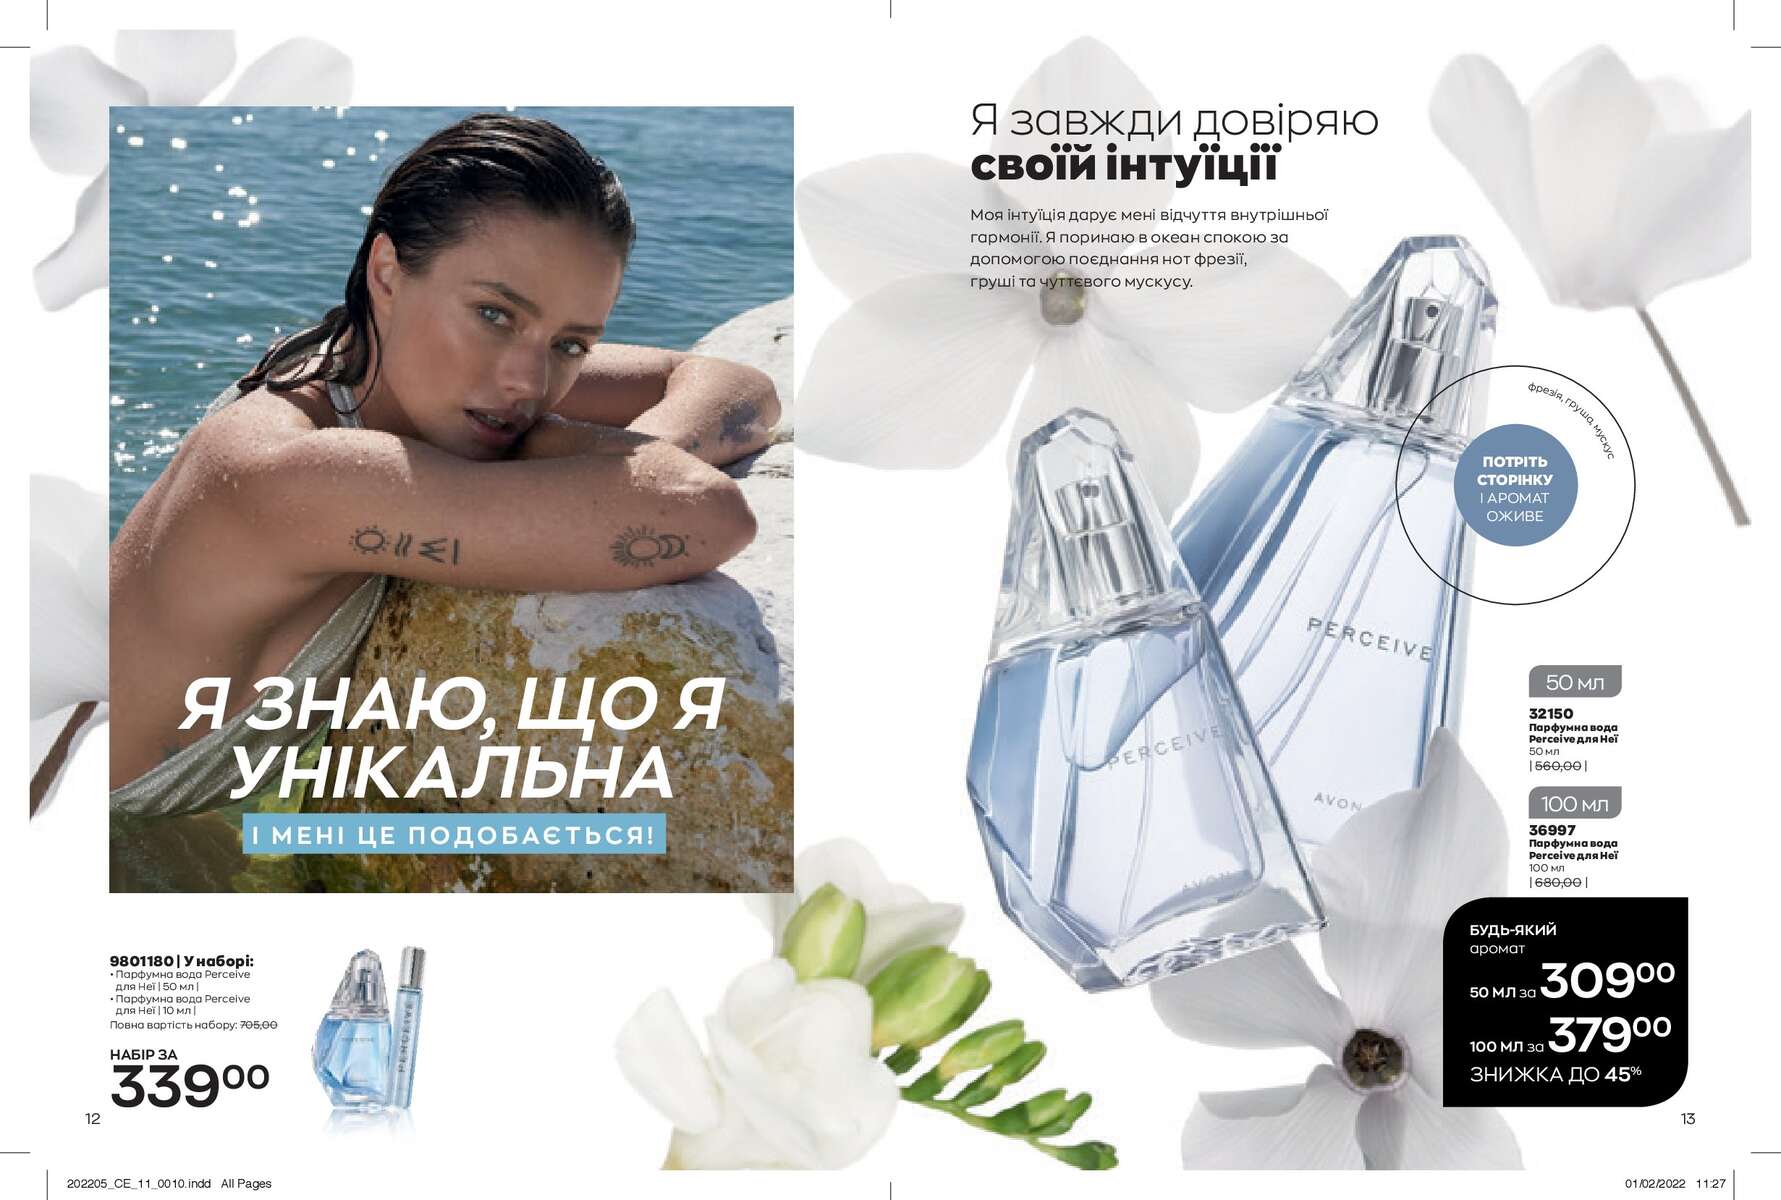 Я ЗНАЮ, ЩО Я
УНІКАЛЬНА
І МЕНІ ЦЕ ПОДОБАЄТЬСЯ!
9801180 | У наборі:
• Парфумна вода Perceive
для Неї | 50 мл |
• Парфумна вода Perceive
для Неї | 10 мл |
Повна вартість набору: 705,00
НАБІР ЗА
339⁰⁰
PERCEIVE
12
Я завжди довіряю
своїй інтуїції
Моя інтуїція дарує мені відчуття внутрішньої
гармонії. Я поринаю в океан спокою за
допомогою поєднання нот фрезії,
груші та чуттєвого мускусу.
фрезія, груша, мускус
ПОТРІТЬ
СТОРІНКУ
І АРОМАТ
ОЖИВЕ
PERCEIVE
AVON
PERCEIVE
AVON
50 мл
32150
Парфумна вода
Perceive для Неї
50 мл
| 560,00 |
100 мл
36997
Парфумна вода
Perceive для Неї
100 мл
| 680,00 |
БУДЬ-ЯКИЙ
аромат
50 МЛ за 309⁰⁰
100 МЛ за 379⁰⁰
ЗНИЖКА ДО 45%
13
202205_CE_11_0010.indd   All Pages
01/02/2022   11:27